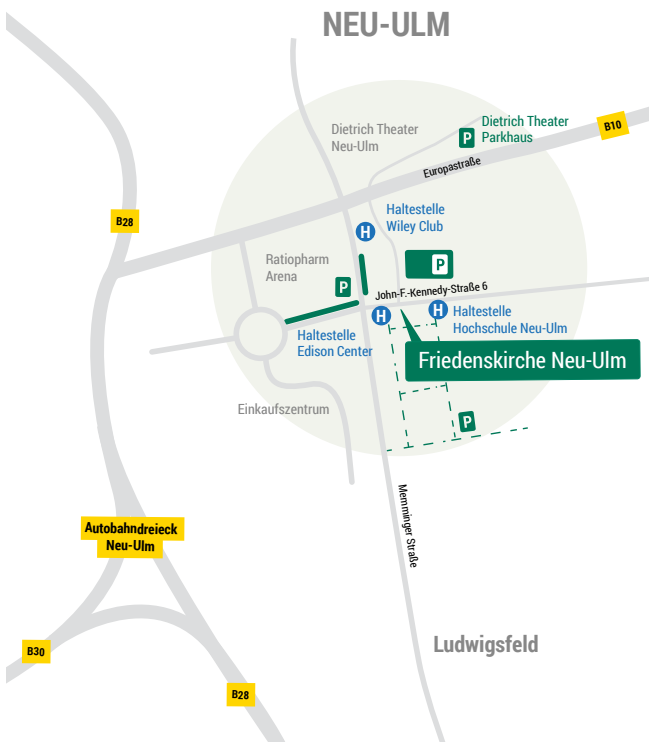 NEU-ULM
Dietrich Theater
Parkhaus
P
B10
Dietrich Theater
Neu-Ulm
Europastraße
B28
Haltestelle
Wiley Club
H
Ratiopharm
Arena
P
P
John-F.-Kennedy-Straße 6
H
H
Haltestelle
Hochschule Neu-Ulm
Haltestelle
Edison Center
Friedenskirche Neu-Ulm
Einkaufszentrum
P
Memminger Straße
Autobahndreieck
Neu-Ulm
Ludwigsfeld
B30
B28